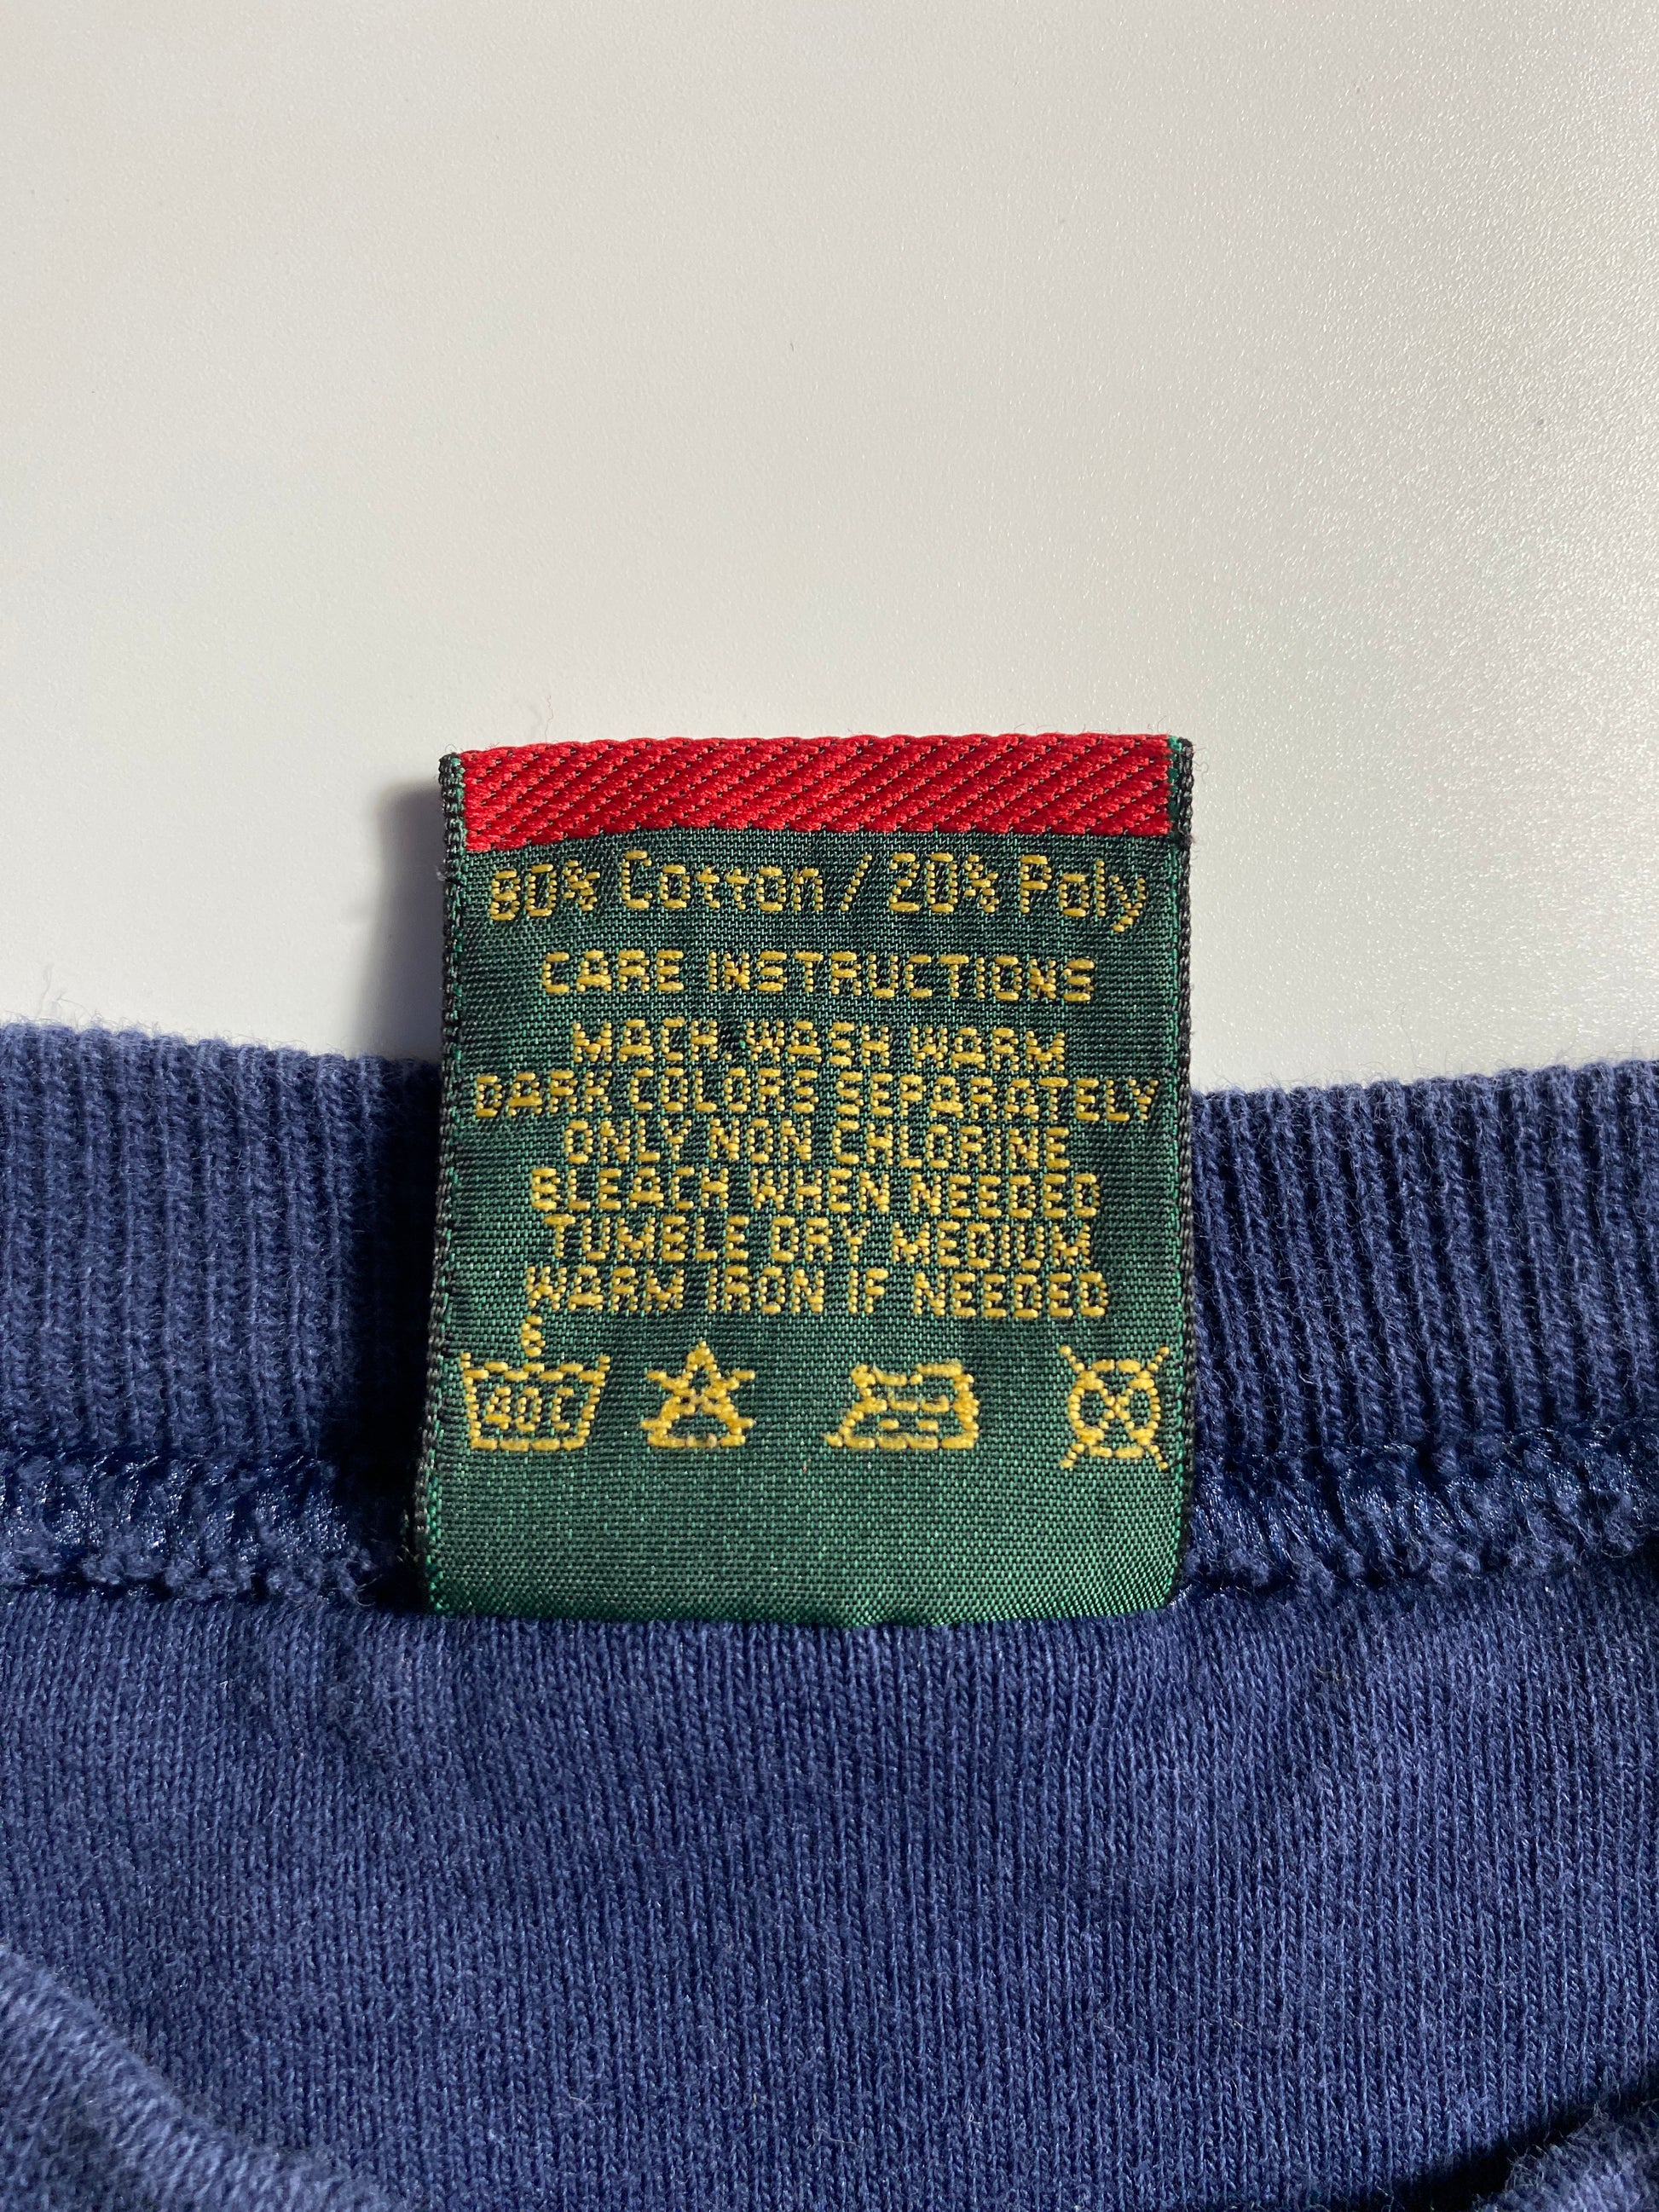 80% Cotton / 20% Poly
CARE INSTRUCTIONS
MACH. WASH WARM
DARK COLORS SEPARATELY
ONLY NON CHLORINE
BLEACH WHEN NEEDED
TUMBLE DRY MEDIUM
WARM IRON IF NEEDED
40C